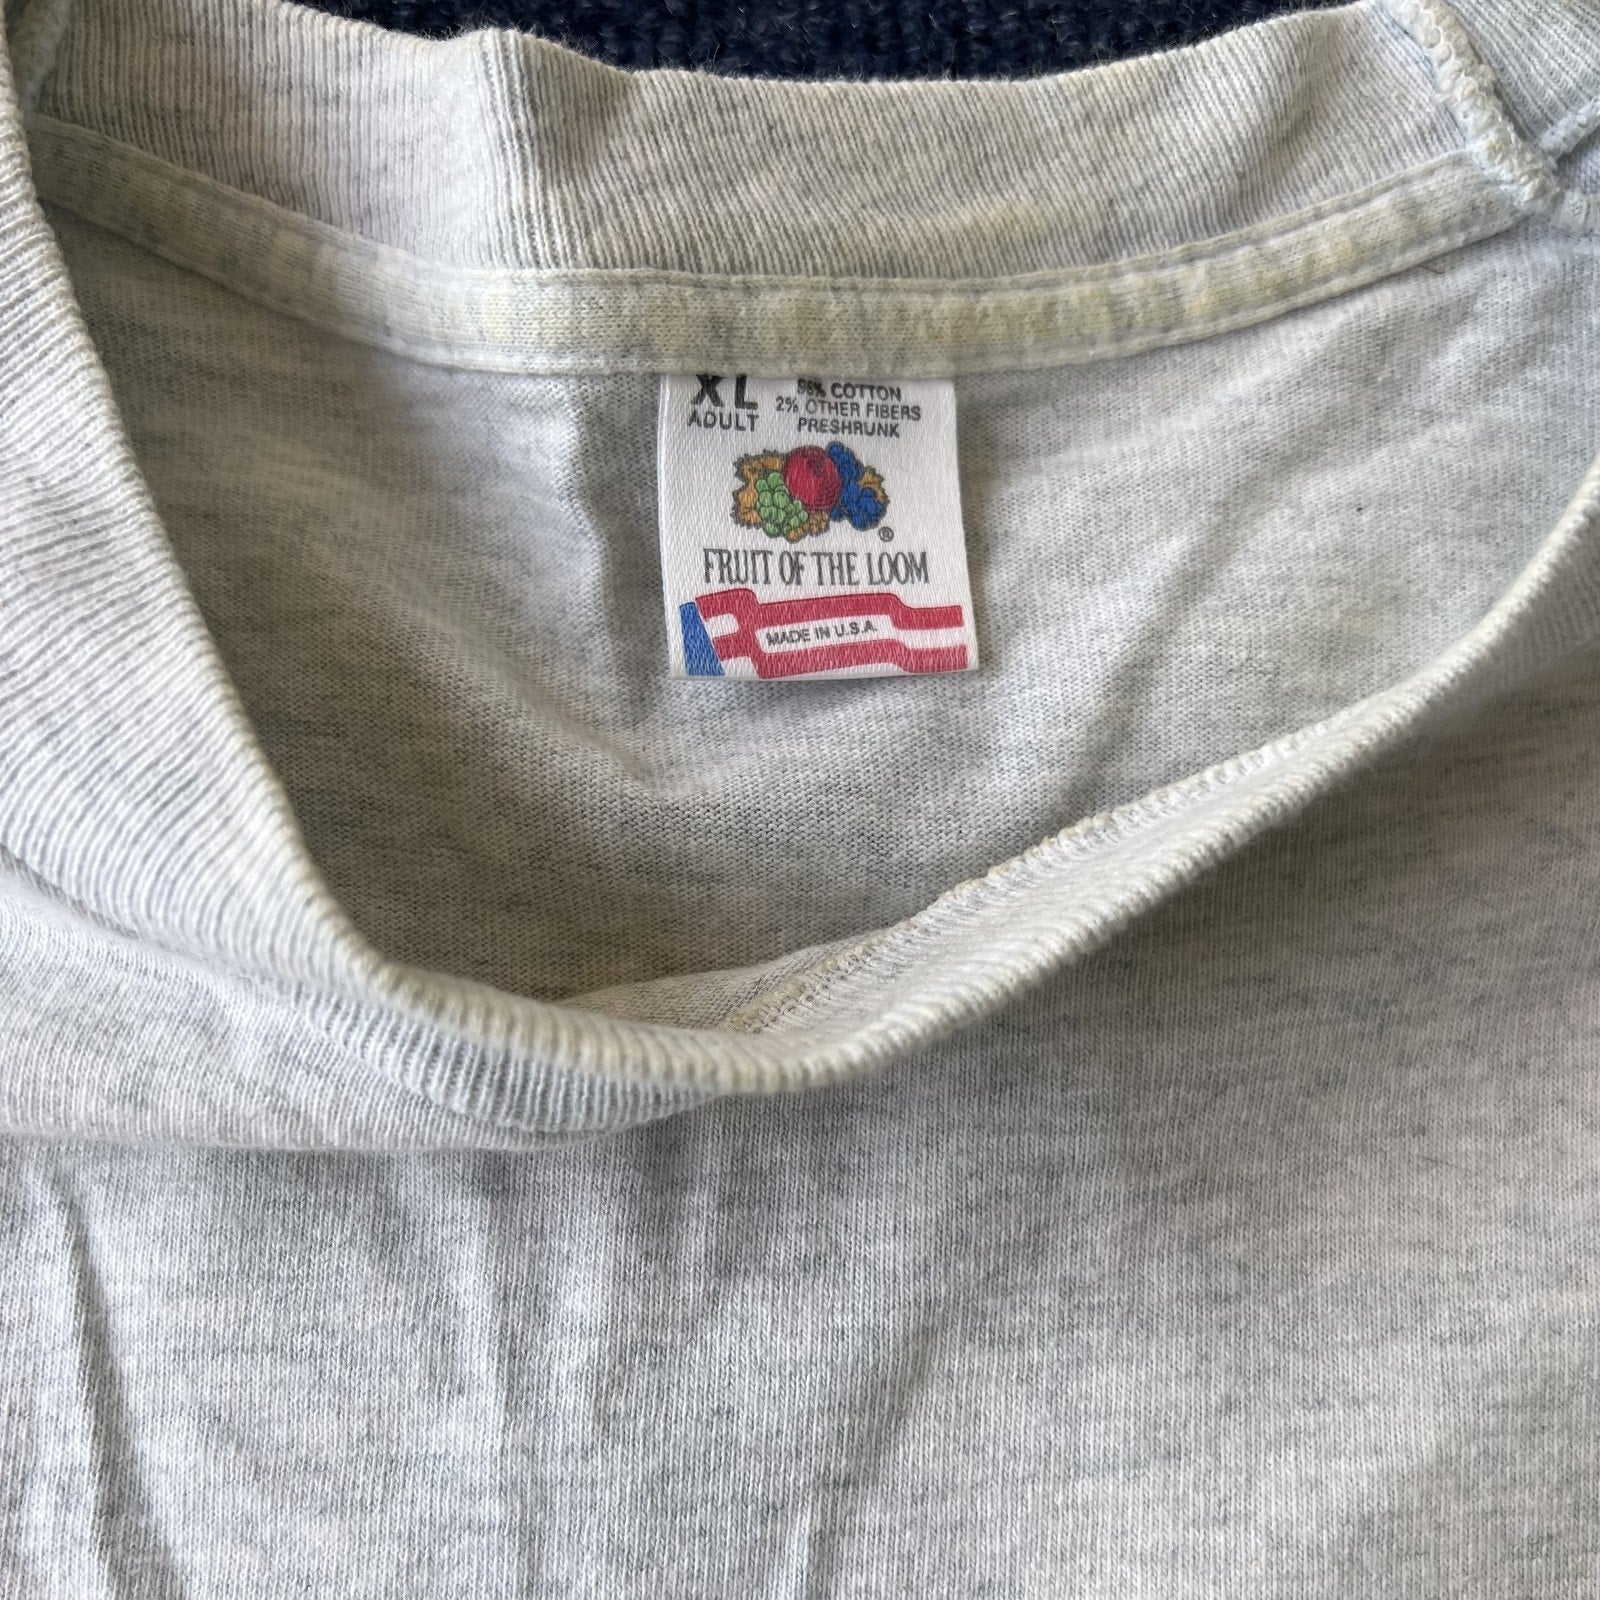 XL
ADULT
98% COTTON
2% OTHER FIBERS
PRESHRUNK
®
FRUIT OF THE LOOM
MADE IN U.S.A.